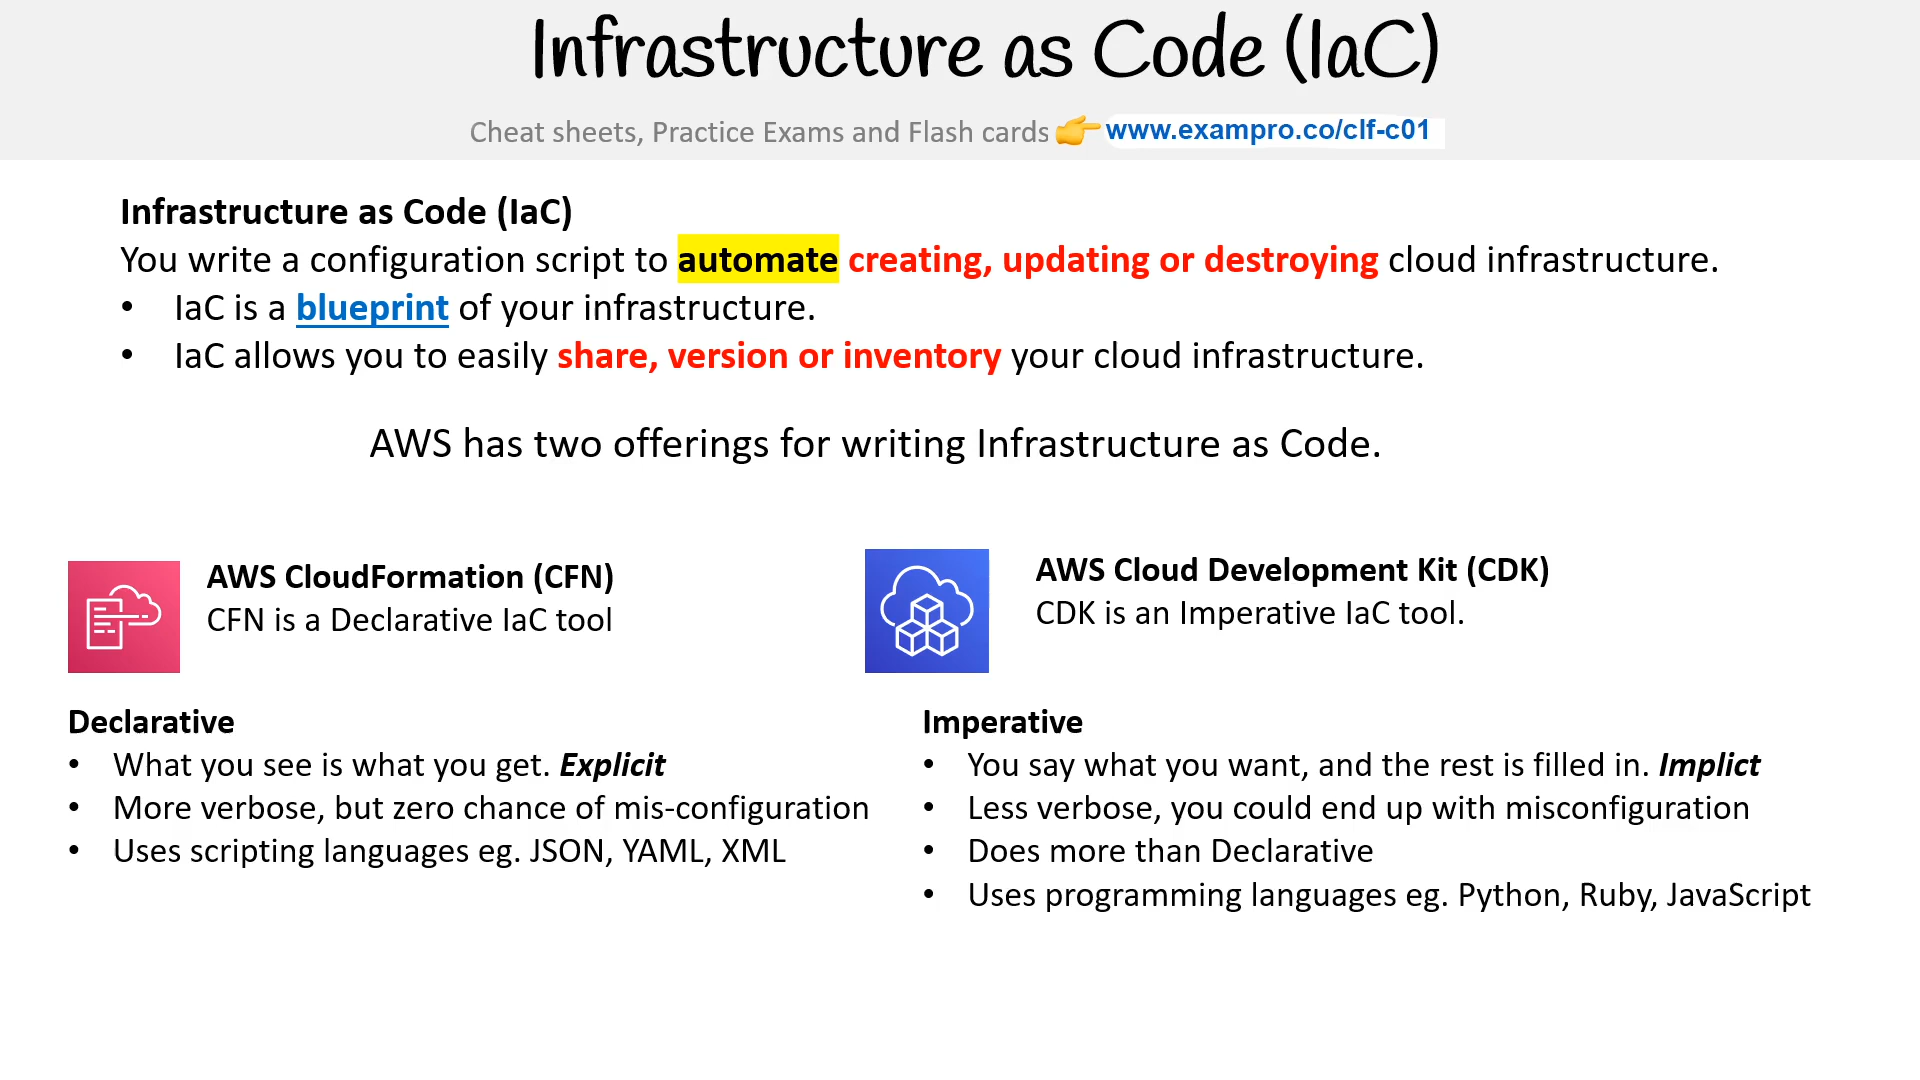 Infrastructure as Code (IaC)
Cheat sheets, Practice Exams and Flash cards 👉 www.exampro.co/clf-c01
Infrastructure as Code (IaC)
You write a configuration script to automate creating, updating or destroying cloud infrastructure.
• IaC is a blueprint of your infrastructure.
• IaC allows you to easily share, version or inventory your cloud infrastructure.
AWS has two offerings for writing Infrastructure as Code.
AWS CloudFormation (CFN)
CFN is a Declarative IaC tool
Declarative
• What you see is what you get. Explicit
• More verbose, but zero chance of mis-configuration
• Uses scripting languages eg. JSON, YAML, XML
AWS Cloud Development Kit (CDK)
CDK is an Imperative IaC tool.
Imperative
• You say what you want, and the rest is filled in. Implict
• Less verbose, you could end up with misconfiguration
• Does more than Declarative
• Uses programming languages eg. Python, Ruby, JavaScript